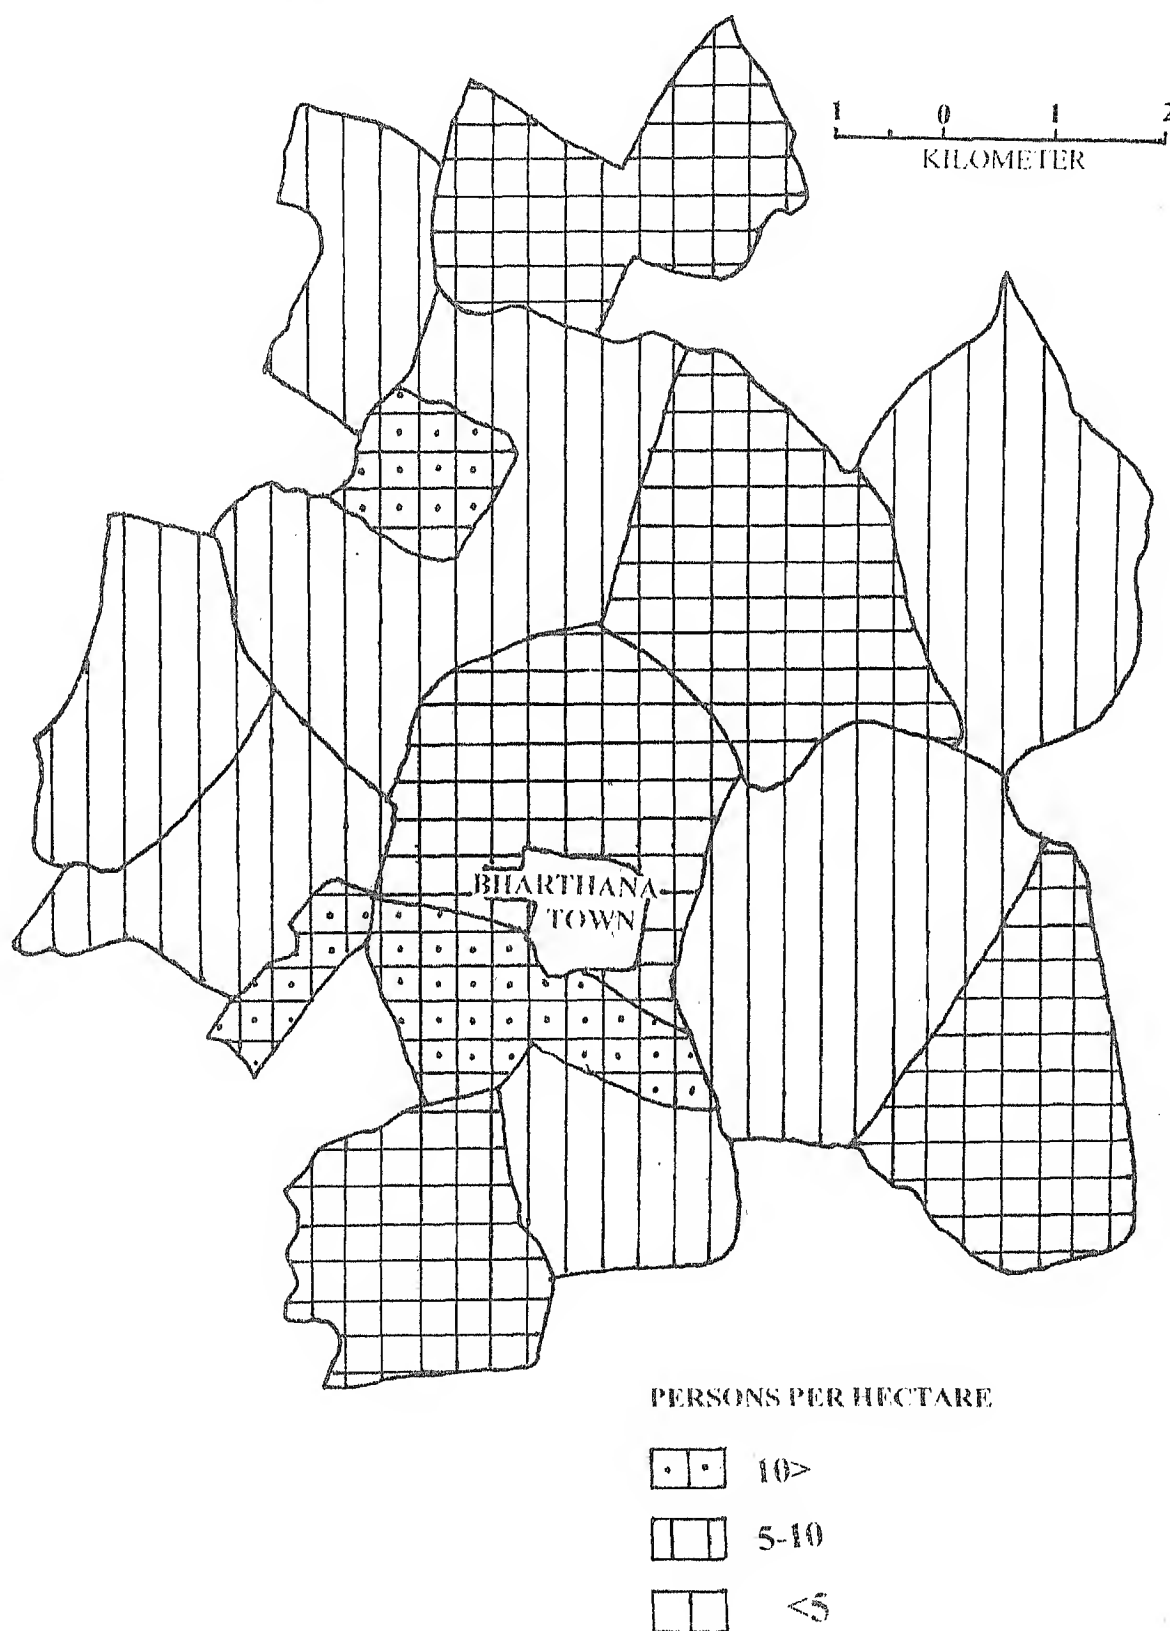 1 0 1 2
KILOMETER
BHARTHANA
TOWN
PERSONS PER HECTARE
10>
5-10
<5